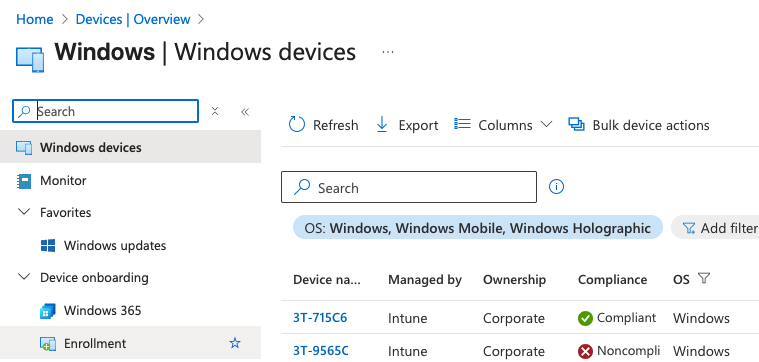 Home > Devices | Overview >
Windows | Windows devices ...
Search
Windows devices
Monitor
Favorites
Windows updates
Device onboarding
Windows 365
Enrollment
Refresh Export Columns Bulk device actions
Search
OS: Windows, Windows Mobile, Windows Holographic Add filter
Device na... Managed by Ownership Compliance OS
3T-715C6 Intune Corporate Compliant Windows
3T-9565C Intune Corporate Noncompli Windows